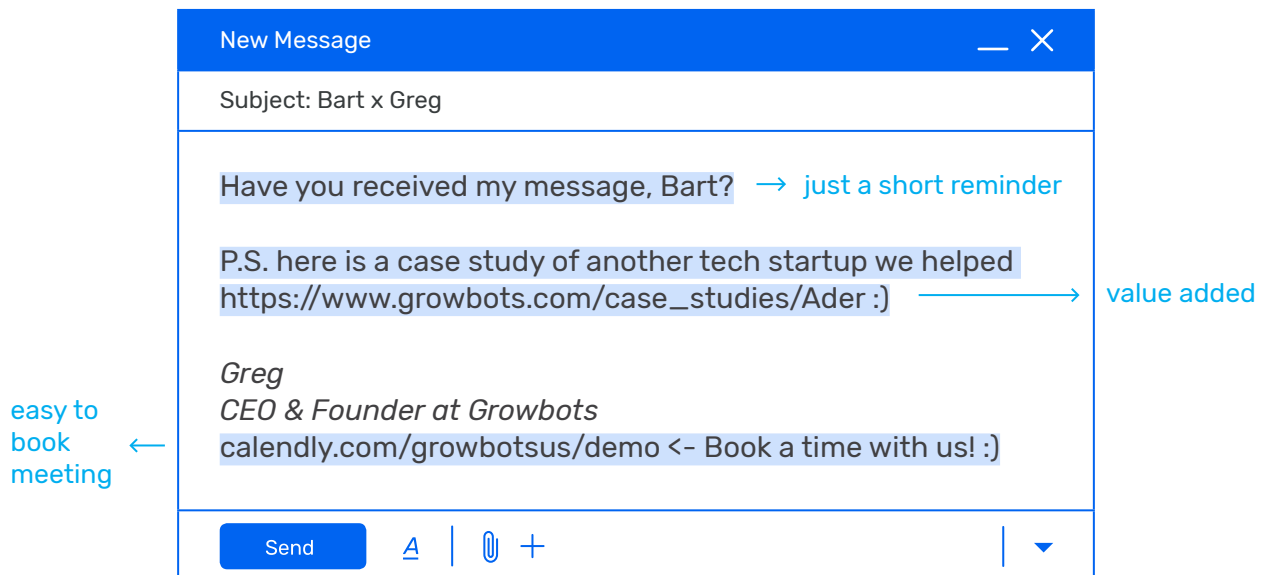 New Message
Subject: Bart x Greg
Have you received my message, Bart?
just a short reminder
P.S. here is a case study of another tech startup we helped
https://www.growbots.com/case_studies/Ader :)
value added
Greg
CEO & Founder at Growbots
calendly.com/growbotsus/demo <- Book a time with us! :)
easy to
book
meeting
Send
A